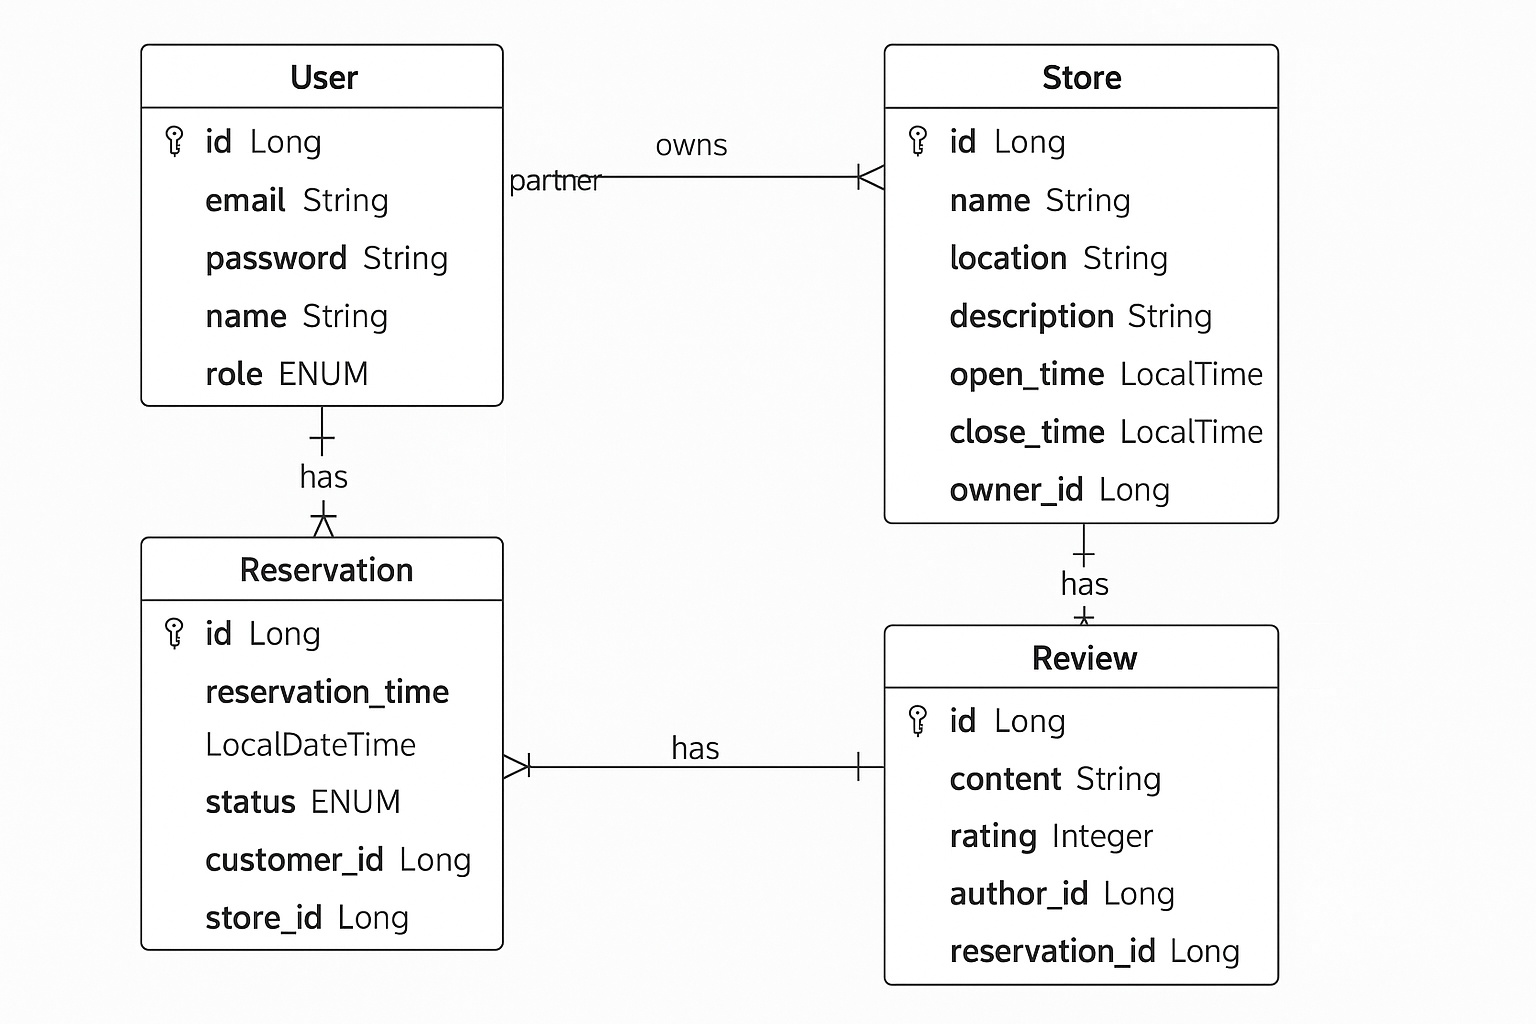 User
id Long
email String
password String
name String
role ENUM
partner
owns
Store
id Long
name String
location String
description String
open_time LocalTime
close_time LocalTime
owner_id Long
has
has
Reservation
id Long
reservation_time
LocalDateTime
status ENUM
customer_id Long
store_id Long
has
Review
id Long
content String
rating Integer
author_id Long
reservation_id Long